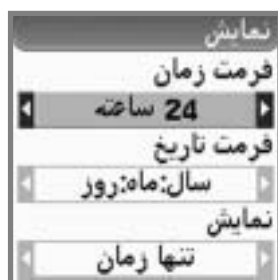 نمایش
فرمت زمان
24 ساعته
فرمت تاریخ
سال:ماه:روز
نمایش
تنها زمان